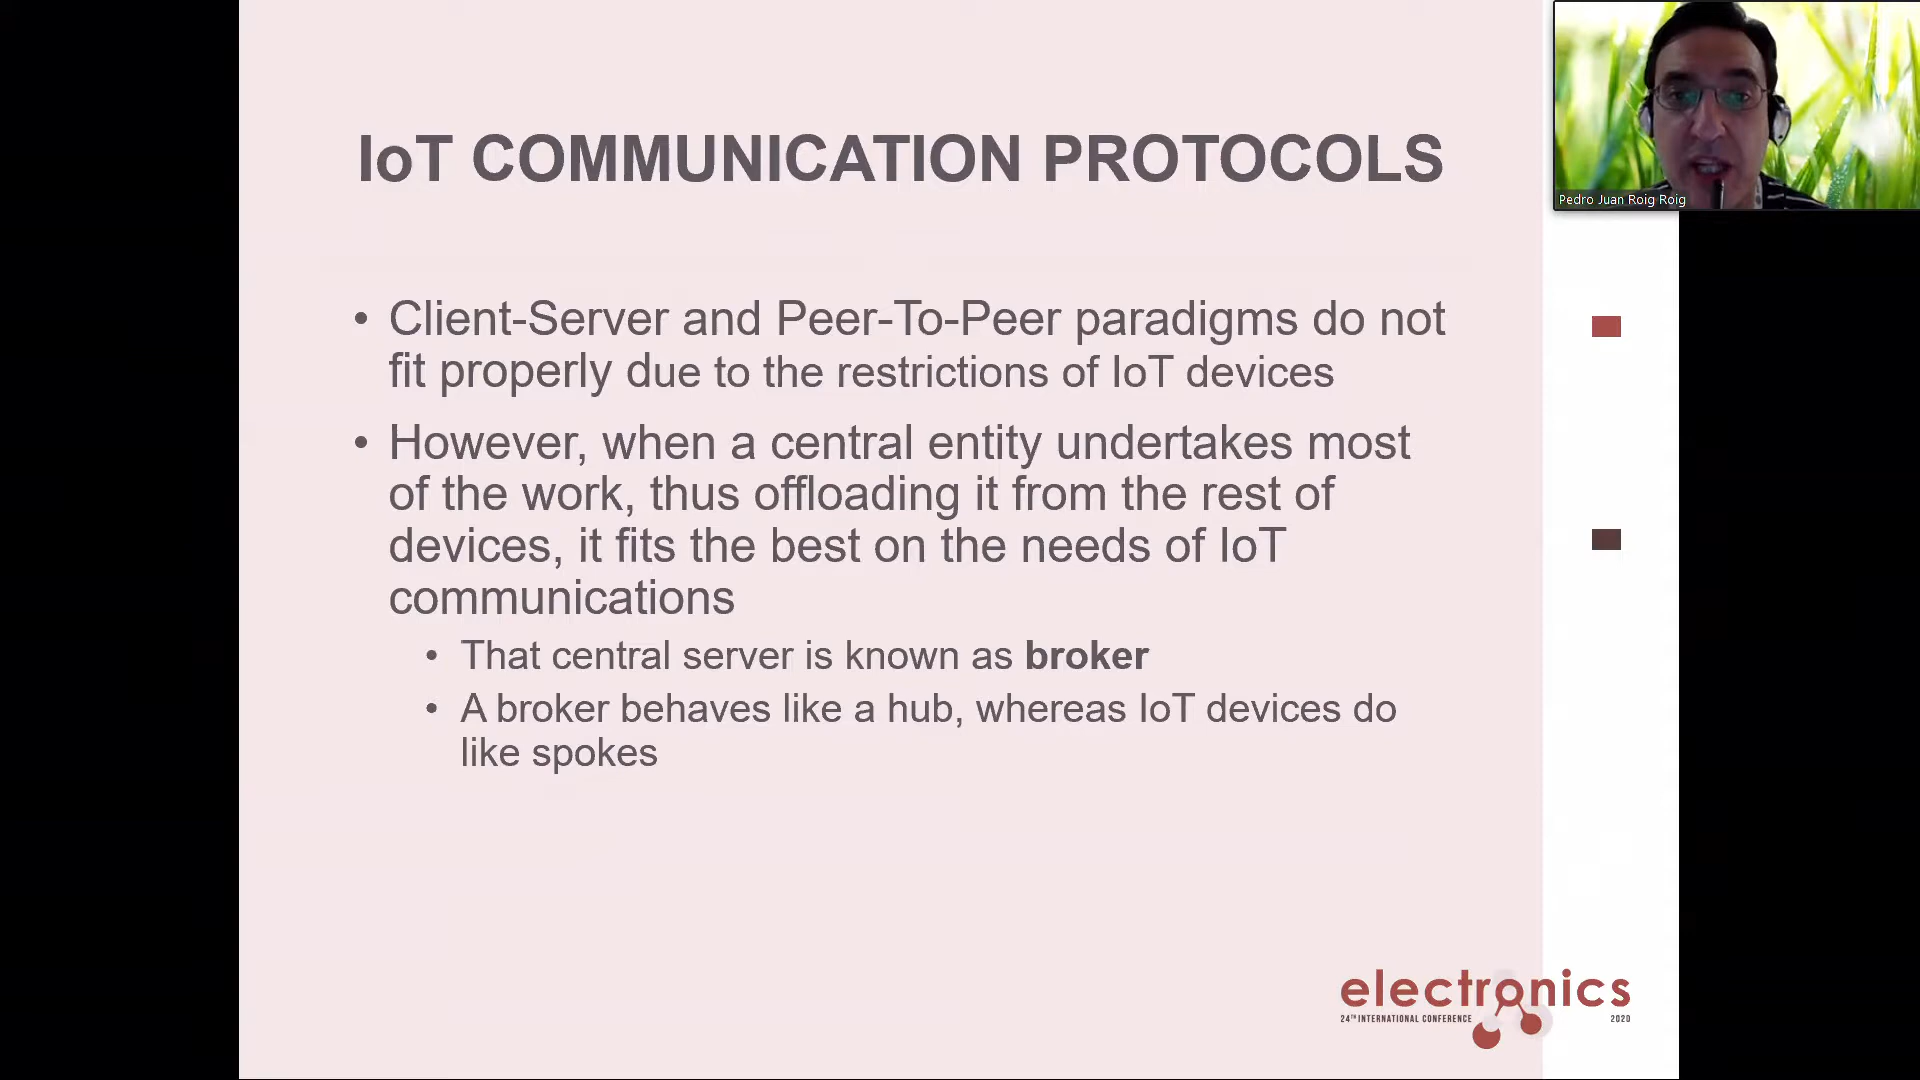 IoT COMMUNICATION PROTOCOLS
Pedro Juan Roig Roig
• Client-Server and Peer-To-Peer paradigms do not
fit properly due to the restrictions of IoT devices
• However, when a central entity undertakes most
of the work, thus offloading it from the rest of
devices, it fits the best on the needs of IoT
communications
• That central server is known as broker
• A broker behaves like a hub, whereas IoT devices do
like spokes
electronics
24TH INTERNATIONAL CONFERENCE 2020